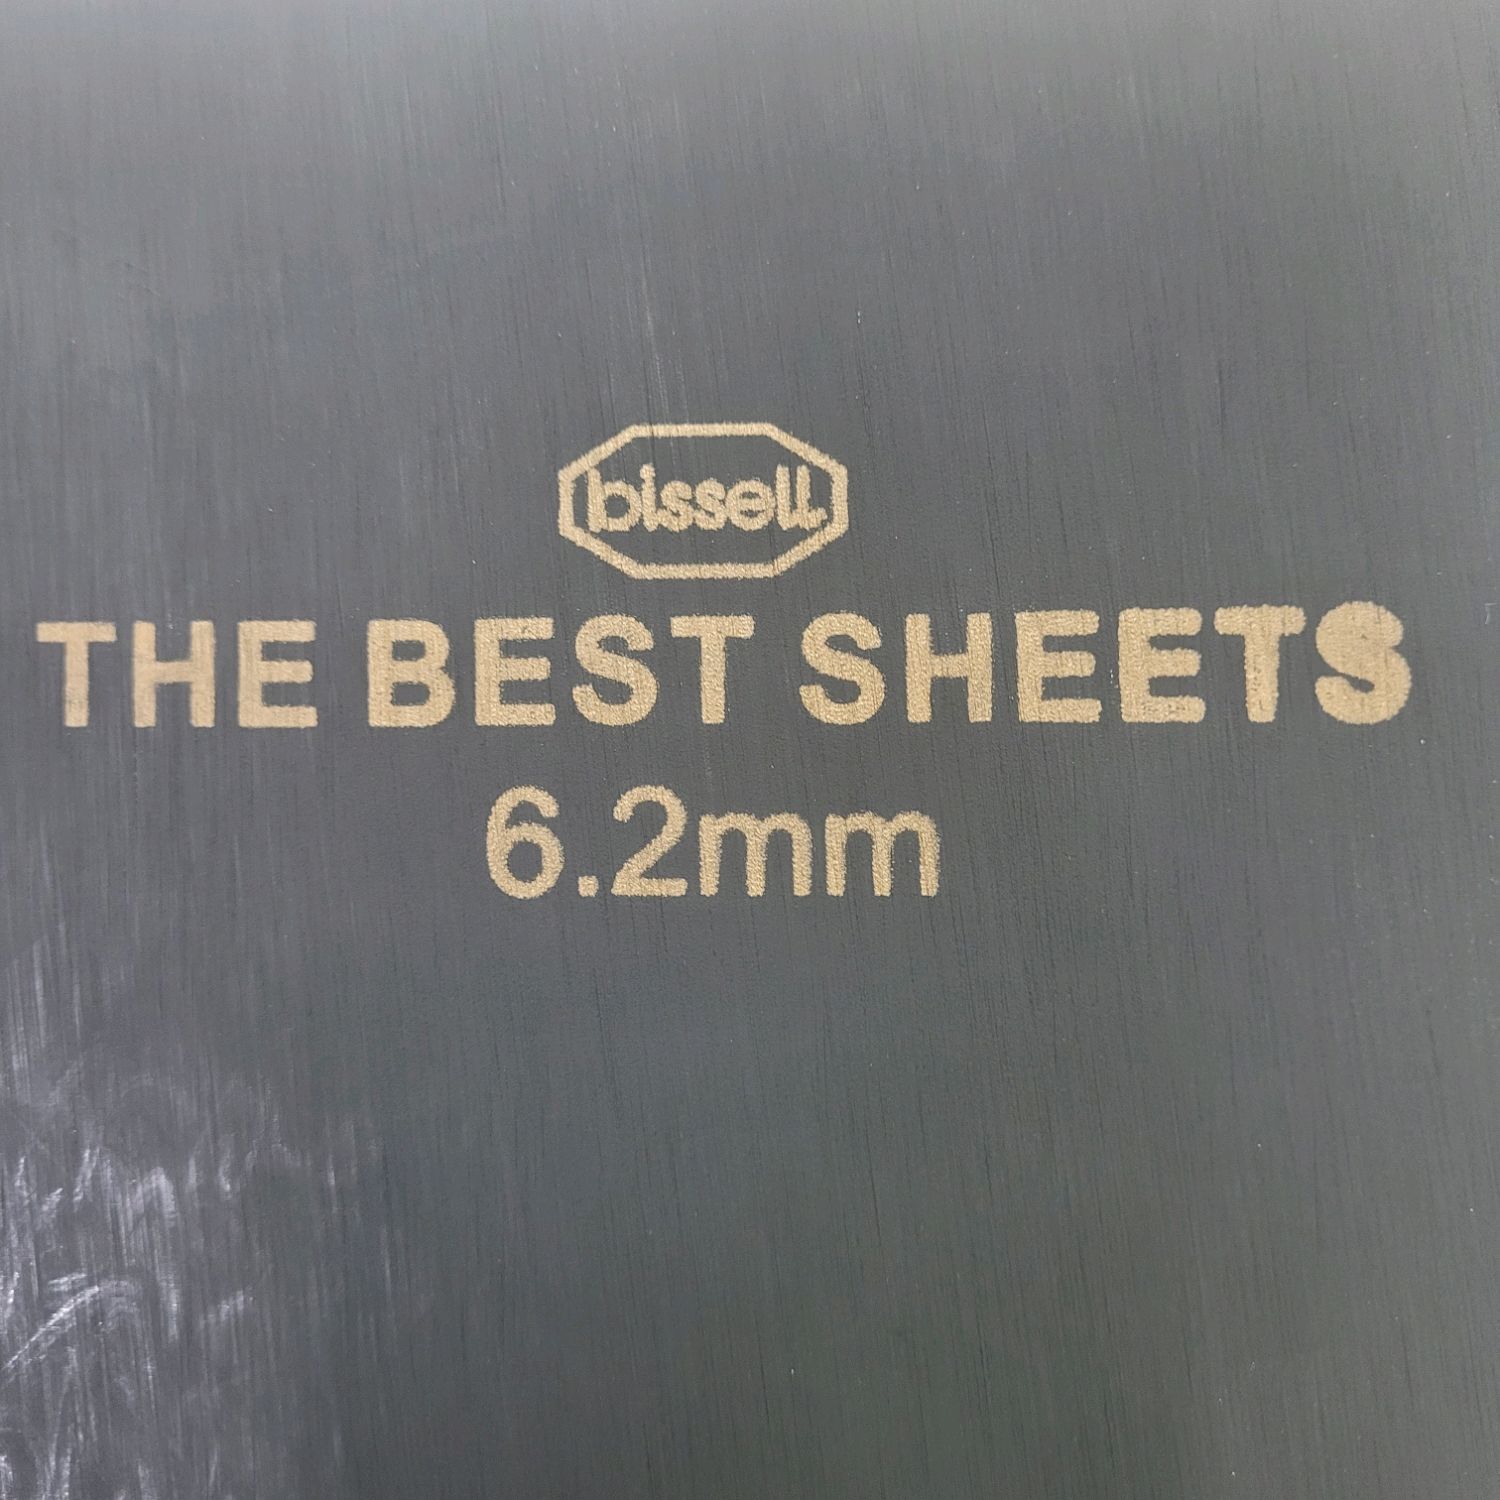 bissell
THE BEST SHEETS
6.2mm